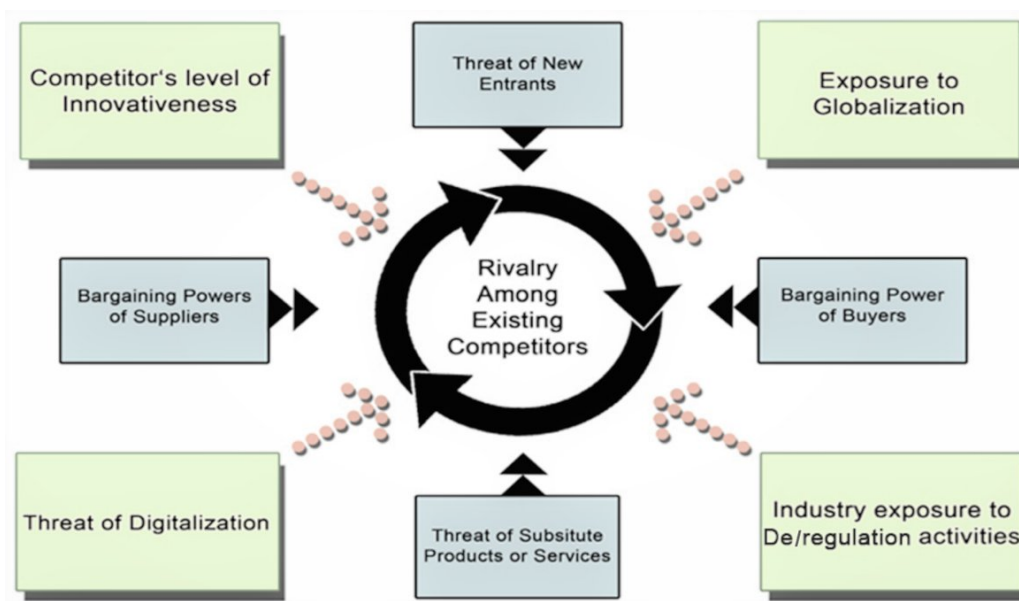 Competitor‘s level of
Innovativeness
Threat of New
Entrants
Exposure to
Globalization
Bargaining Powers
of Suppliers
Rivalry
Among
Existing
Competitors
Bargaining Power
of Buyers
Threat of Digitalization
Threat of Subsitute
Products or Services
Industry exposure to
De/regulation activities